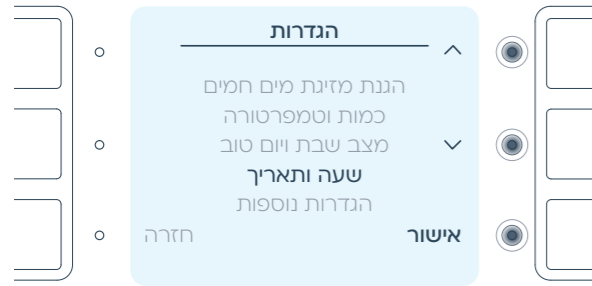 הגדרות
הגנת מזיגת מים חמים
כמות וטמפרטורה
מצב שבת ויום טוב
שעה ותאריך
הגדרות נוספות
אישור
חזרה